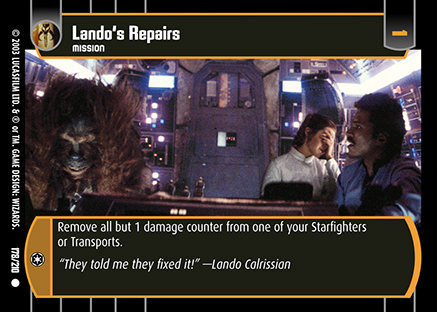 Lando's Repairs
MISSION
1
Remove all but 1 damage counter from one of your Starfighters
or Transports.
"They told me they fixed it!" —Lando Calrissian
© 2003 LUCASFILM LTD. & ® or TM. GAME DESIGN: WIZARDS.
178/210